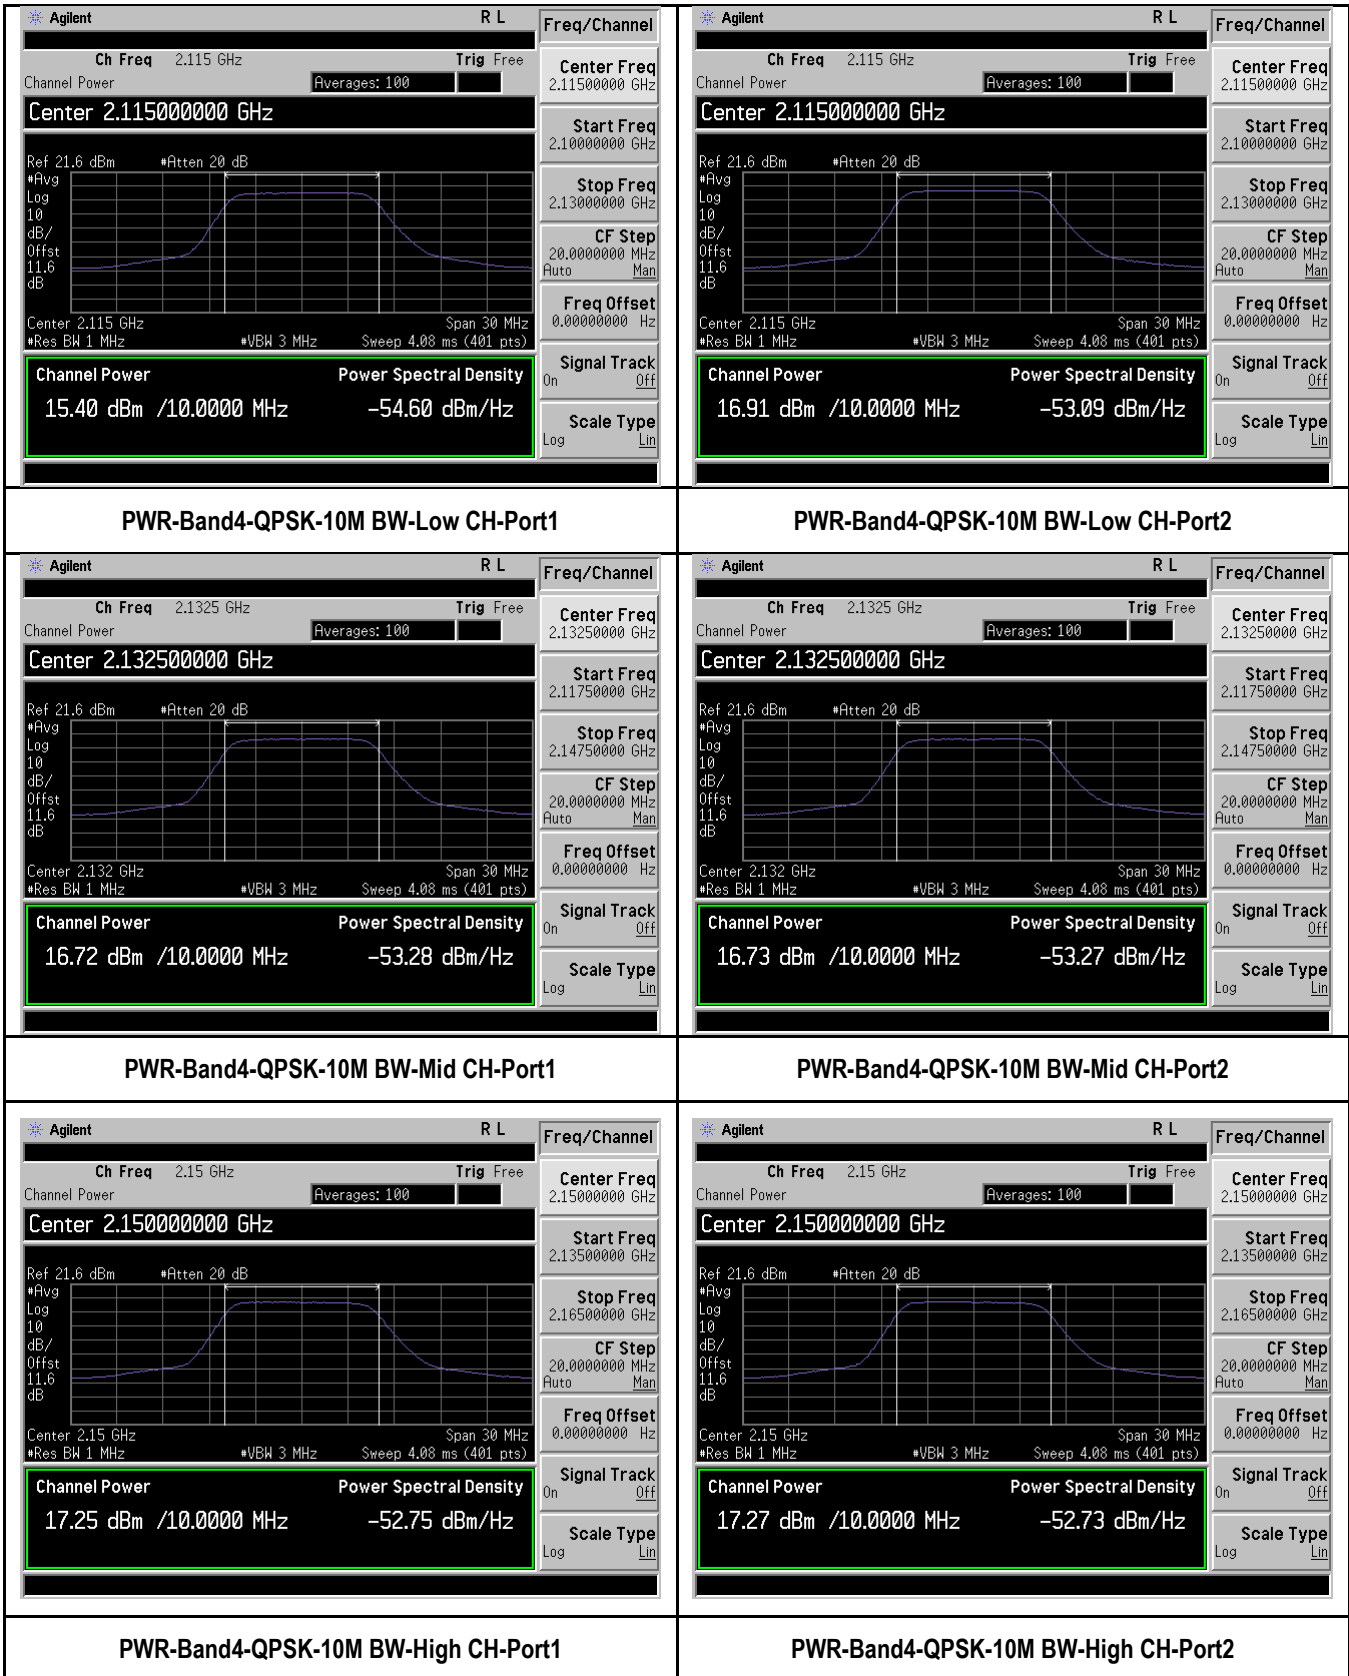 Agilent R L Freq/Channel
Ch Freq 2.115 GHz Trig Free
Channel Power Averages: 100
Center 2.115000000 GHz
Ref 21.6 dBm #Atten 20 dB
#Avg
Log
10
dB/
Offst
11.6
dB
Center 2.115 GHz Span 30 MHz
#Res BW 1 MHz #VBW 3 MHz Sweep 4.08 ms (401 pts)
Channel Power Power Spectral Density
15.40 dBm /10.0000 MHz -54.60 dBm/Hz
Center Freq
2.11500000 GHz
Start Freq
2.10000000 GHz
Stop Freq
2.13000000 GHz
CF Step
20.0000000 MHz
Auto Man
Freq Offset
0.00000000 Hz
Signal Track
On Off
Scale Type
Log Lin
Agilent R L Freq/Channel
Ch Freq 2.115 GHz Trig Free
Channel Power Averages: 100
Center 2.115000000 GHz
Ref 21.6 dBm #Atten 20 dB
#Avg
Log
10
dB/
Offst
11.6
dB
Center 2.115 GHz Span 30 MHz
#Res BW 1 MHz #VBW 3 MHz Sweep 4.08 ms (401 pts)
Channel Power Power Spectral Density
16.91 dBm /10.0000 MHz -53.09 dBm/Hz
Center Freq
2.11500000 GHz
Start Freq
2.10000000 GHz
Stop Freq
2.13000000 GHz
CF Step
20.0000000 MHz
Auto Man
Freq Offset
0.00000000 Hz
Signal Track
On Off
Scale Type
Log Lin
PWR-Band4-QPSK-10M BW-Low CH-Port1
PWR-Band4-QPSK-10M BW-Low CH-Port2
Agilent R L Freq/Channel
Ch Freq 2.1325 GHz Trig Free
Channel Power Averages: 100
Center 2.132500000 GHz
Ref 21.6 dBm #Atten 20 dB
#Avg
Log
10
dB/
Offst
11.6
dB
Center 2.132 GHz Span 30 MHz
#Res BW 1 MHz #VBW 3 MHz Sweep 4.08 ms (401 pts)
Channel Power Power Spectral Density
16.72 dBm /10.0000 MHz -53.28 dBm/Hz
Center Freq
2.13250000 GHz
Start Freq
2.11750000 GHz
Stop Freq
2.14750000 GHz
CF Step
20.0000000 MHz
Auto Man
Freq Offset
0.00000000 Hz
Signal Track
On Off
Scale Type
Log Lin
Agilent R L Freq/Channel
Ch Freq 2.1325 GHz Trig Free
Channel Power Averages: 100
Center 2.132500000 GHz
Ref 21.6 dBm #Atten 20 dB
#Avg
Log
10
dB/
Offst
11.6
dB
Center 2.132 GHz Span 30 MHz
#Res BW 1 MHz #VBW 3 MHz Sweep 4.08 ms (401 pts)
Channel Power Power Spectral Density
16.73 dBm /10.0000 MHz -53.27 dBm/Hz
Center Freq
2.13250000 GHz
Start Freq
2.11750000 GHz
Stop Freq
2.14750000 GHz
CF Step
20.0000000 MHz
Auto Man
Freq Offset
0.00000000 Hz
Signal Track
On Off
Scale Type
Log Lin
PWR-Band4-QPSK-10M BW-Mid CH-Port1
PWR-Band4-QPSK-10M BW-Mid CH-Port2
Agilent R L Freq/Channel
Ch Freq 2.15 GHz Trig Free
Channel Power Averages: 100
Center 2.150000000 GHz
Ref 21.6 dBm #Atten 20 dB
#Avg
Log
10
dB/
Offst
11.6
dB
Center 2.15 GHz Span 30 MHz
#Res BW 1 MHz #VBW 3 MHz Sweep 4.08 ms (401 pts)
Channel Power Power Spectral Density
17.25 dBm /10.0000 MHz -52.75 dBm/Hz
Center Freq
2.15000000 GHz
Start Freq
2.13500000 GHz
Stop Freq
2.16500000 GHz
CF Step
20.0000000 MHz
Auto Man
Freq Offset
0.00000000 Hz
Signal Track
On Off
Scale Type
Log Lin
Agilent R L Freq/Channel
Ch Freq 2.15 GHz Trig Free
Channel Power Averages: 100
Center 2.150000000 GHz
Ref 21.6 dBm #Atten 20 dB
#Avg
Log
10
dB/
Offst
11.6
dB
Center 2.15 GHz Span 30 MHz
#Res BW 1 MHz #VBW 3 MHz Sweep 4.08 ms (401 pts)
Channel Power Power Spectral Density
17.27 dBm /10.0000 MHz -52.73 dBm/Hz
Center Freq
2.15000000 GHz
Start Freq
2.13500000 GHz
Stop Freq
2.16500000 GHz
CF Step
20.0000000 MHz
Auto Man
Freq Offset
0.00000000 Hz
Signal Track
On Off
Scale Type
Log Lin
PWR-Band4-QPSK-10M BW-High CH-Port1
PWR-Band4-QPSK-10M BW-High CH-Port2